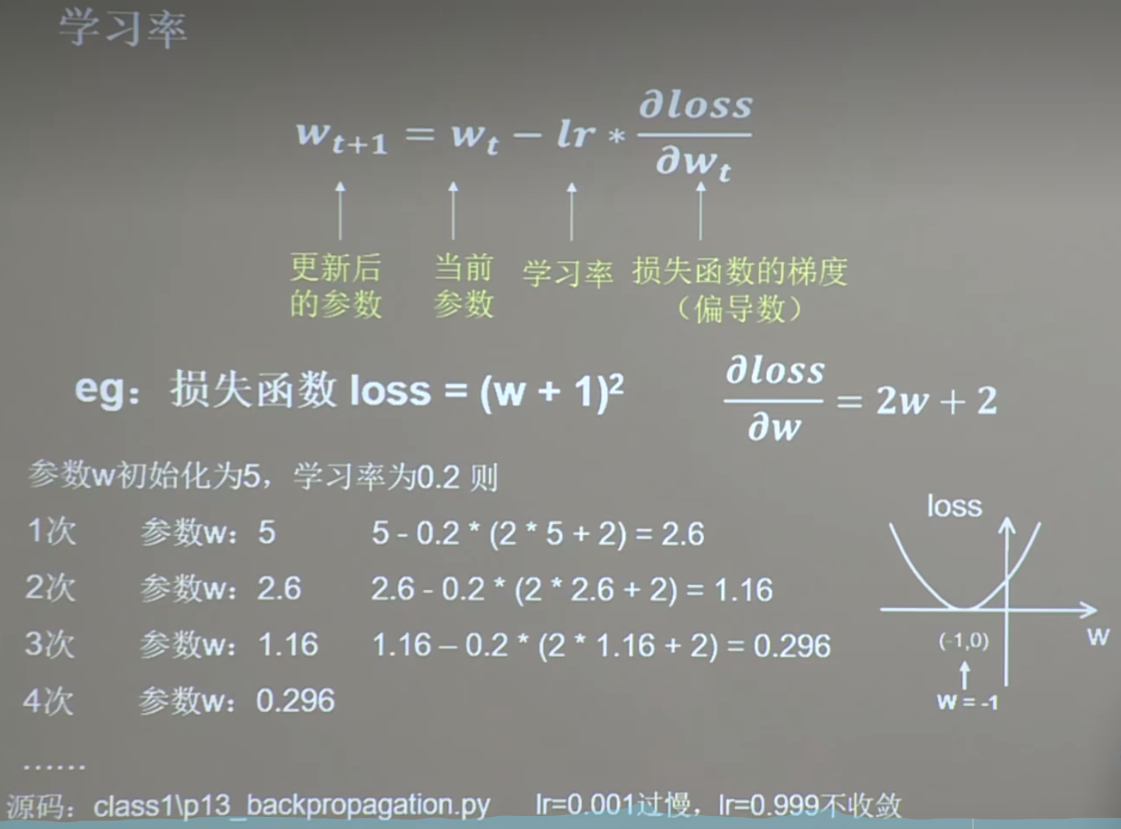 学习率
w_{t+1} = w_t − lr * ∂loss/∂w_t
更新后的参数
当前参数
学习率
损失函数的梯度（偏导数）
eg：损失函数 loss = (w + 1)²
∂loss/∂w = 2w + 2
参数w初始化为5，学习率为0.2 则
1次 参数w：5 5 - 0.2 * (2 * 5 + 2) = 2.6
2次 参数w：2.6 2.6 - 0.2 * (2 * 2.6 + 2) = 1.16
3次 参数w：1.16 1.16 – 0.2 * (2 * 1.16 + 2) = 0.296
4次 参数w：0.296
……
loss
(-1,0)
w
w = -1
源码：class1\p13_backpropagation.py lr=0.001过慢，lr=0.999不收敛